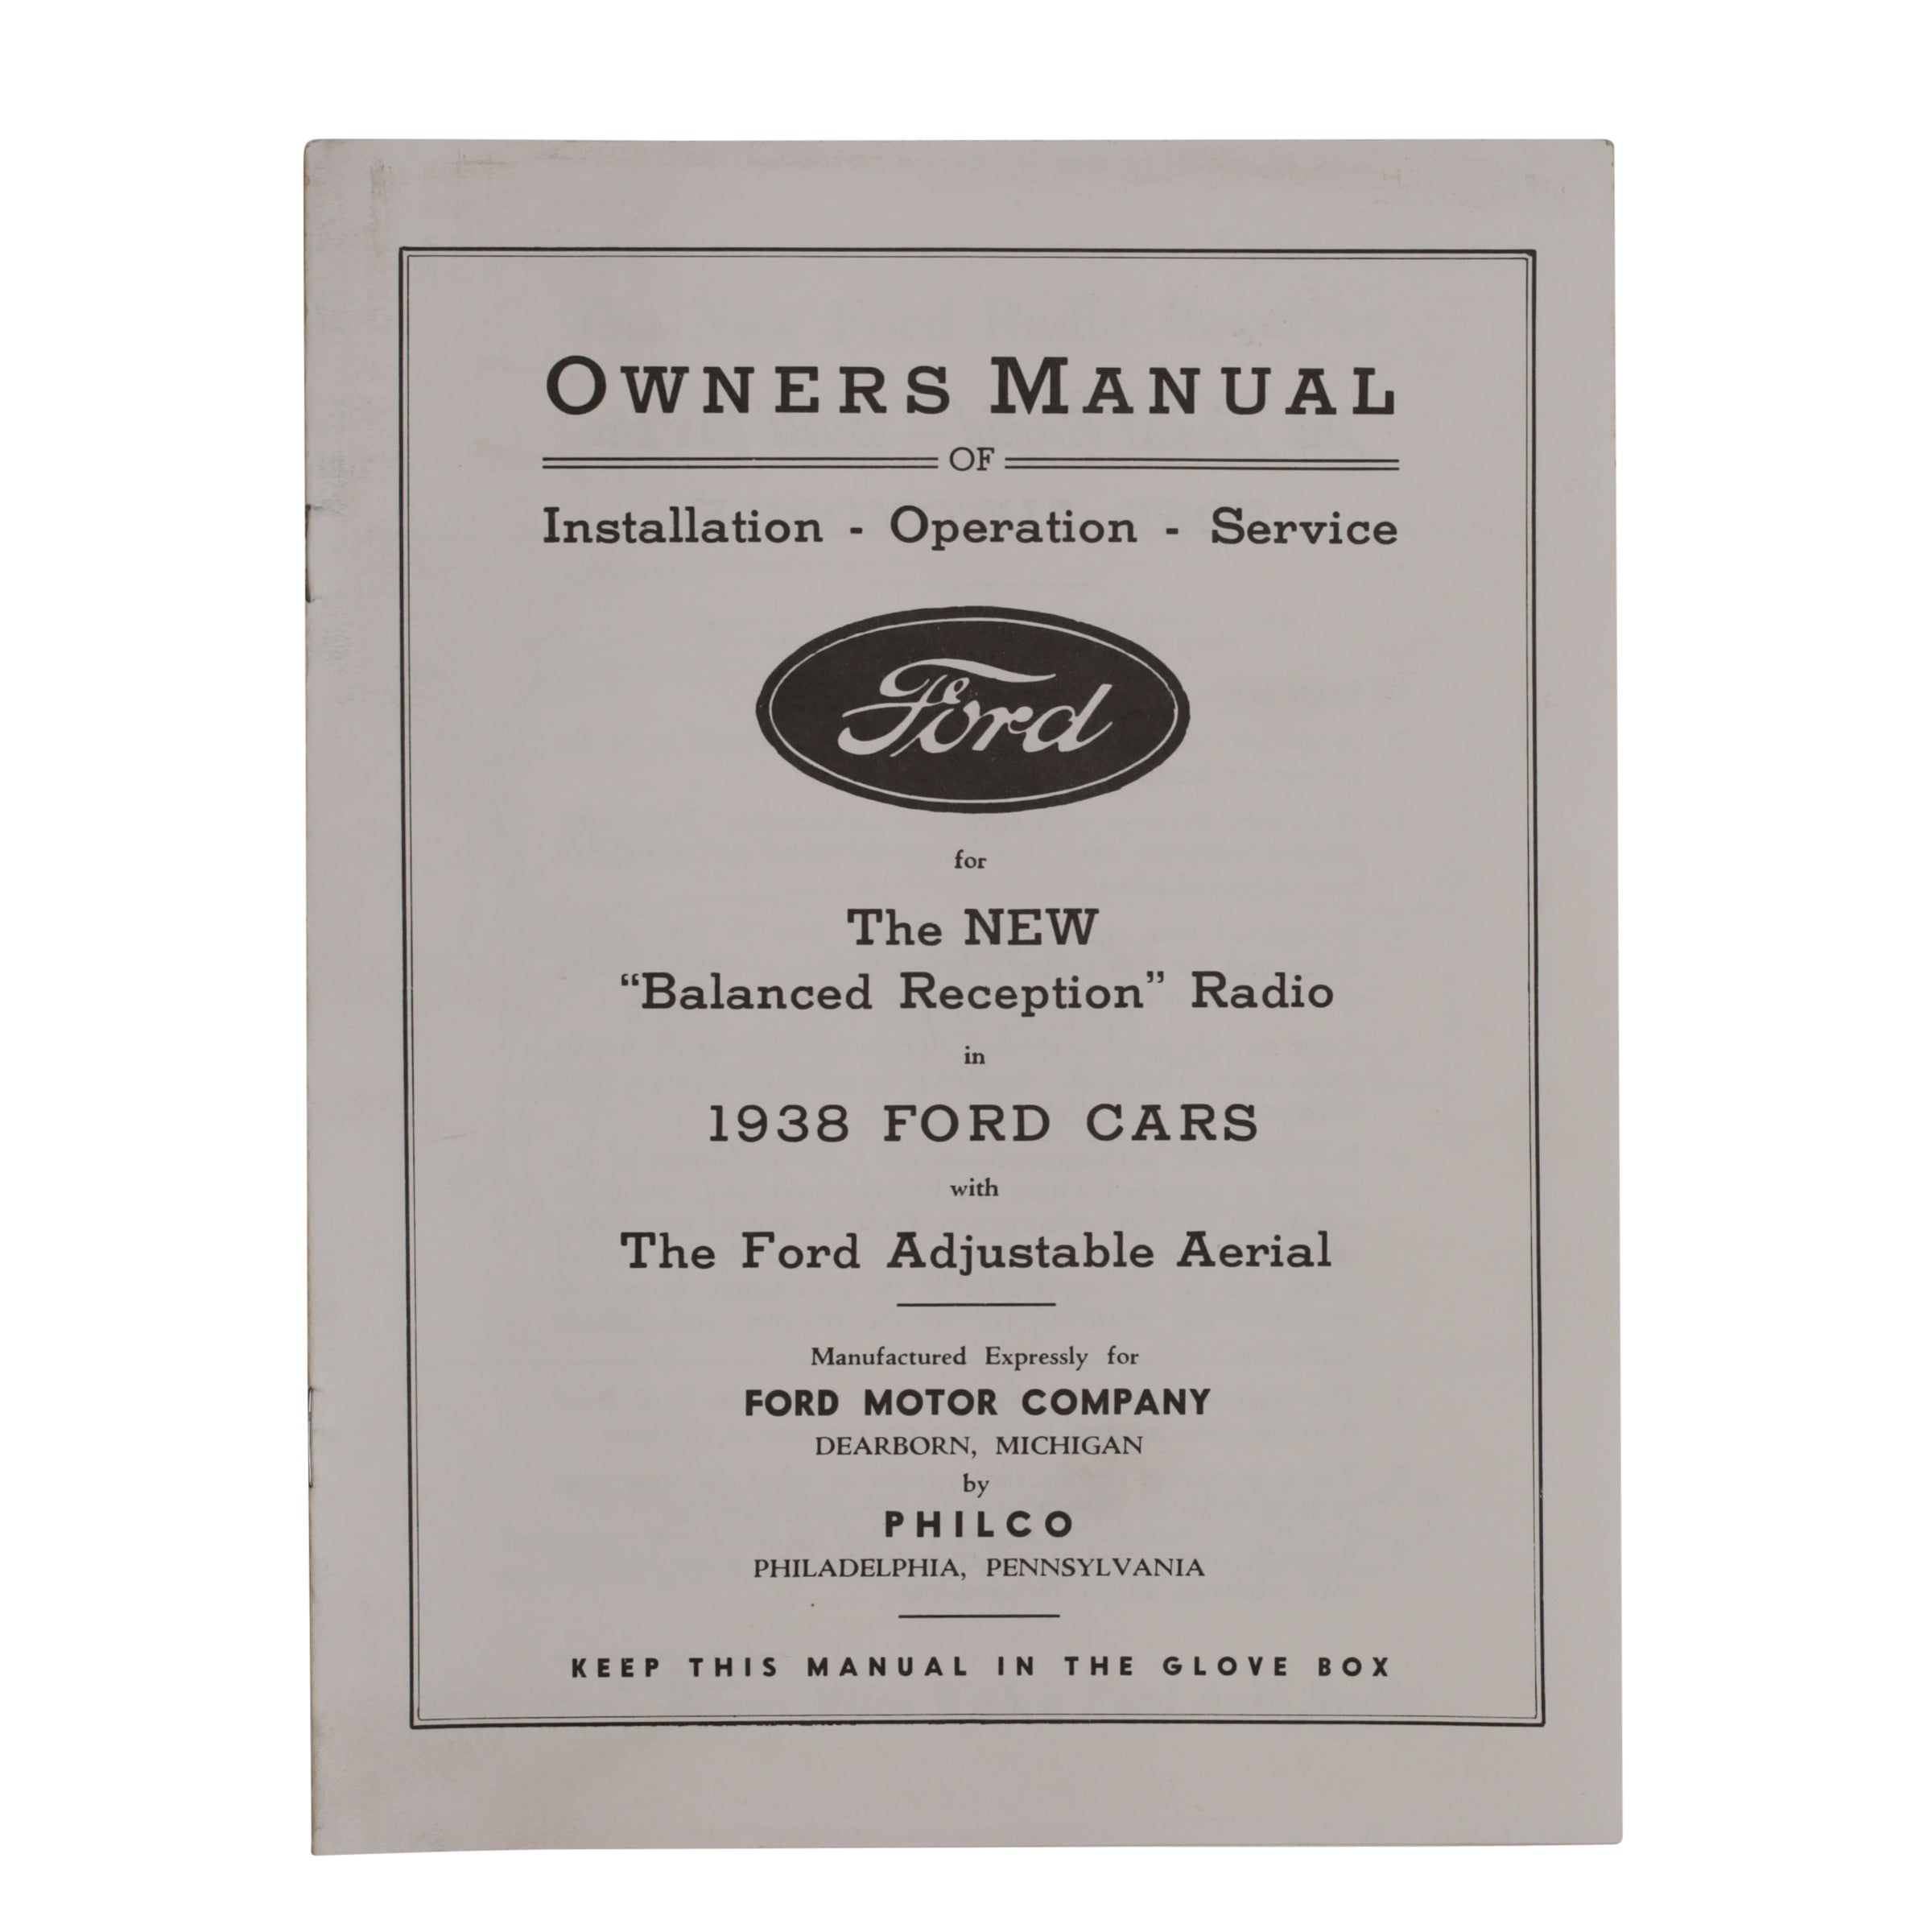 OWNERS MANUAL
OF
Installation - Operation - Service
Ford
for
The NEW
“Balanced Reception” Radio
in
1938 FORD CARS
with
The Ford Adjustable Aerial
Manufactured Expressly for
FORD MOTOR COMPANY
DEARBORN, MICHIGAN
by
PHILCO
PHILADELPHIA, PENNSYLVANIA
KEEP THIS MANUAL IN THE GLOVE BOX